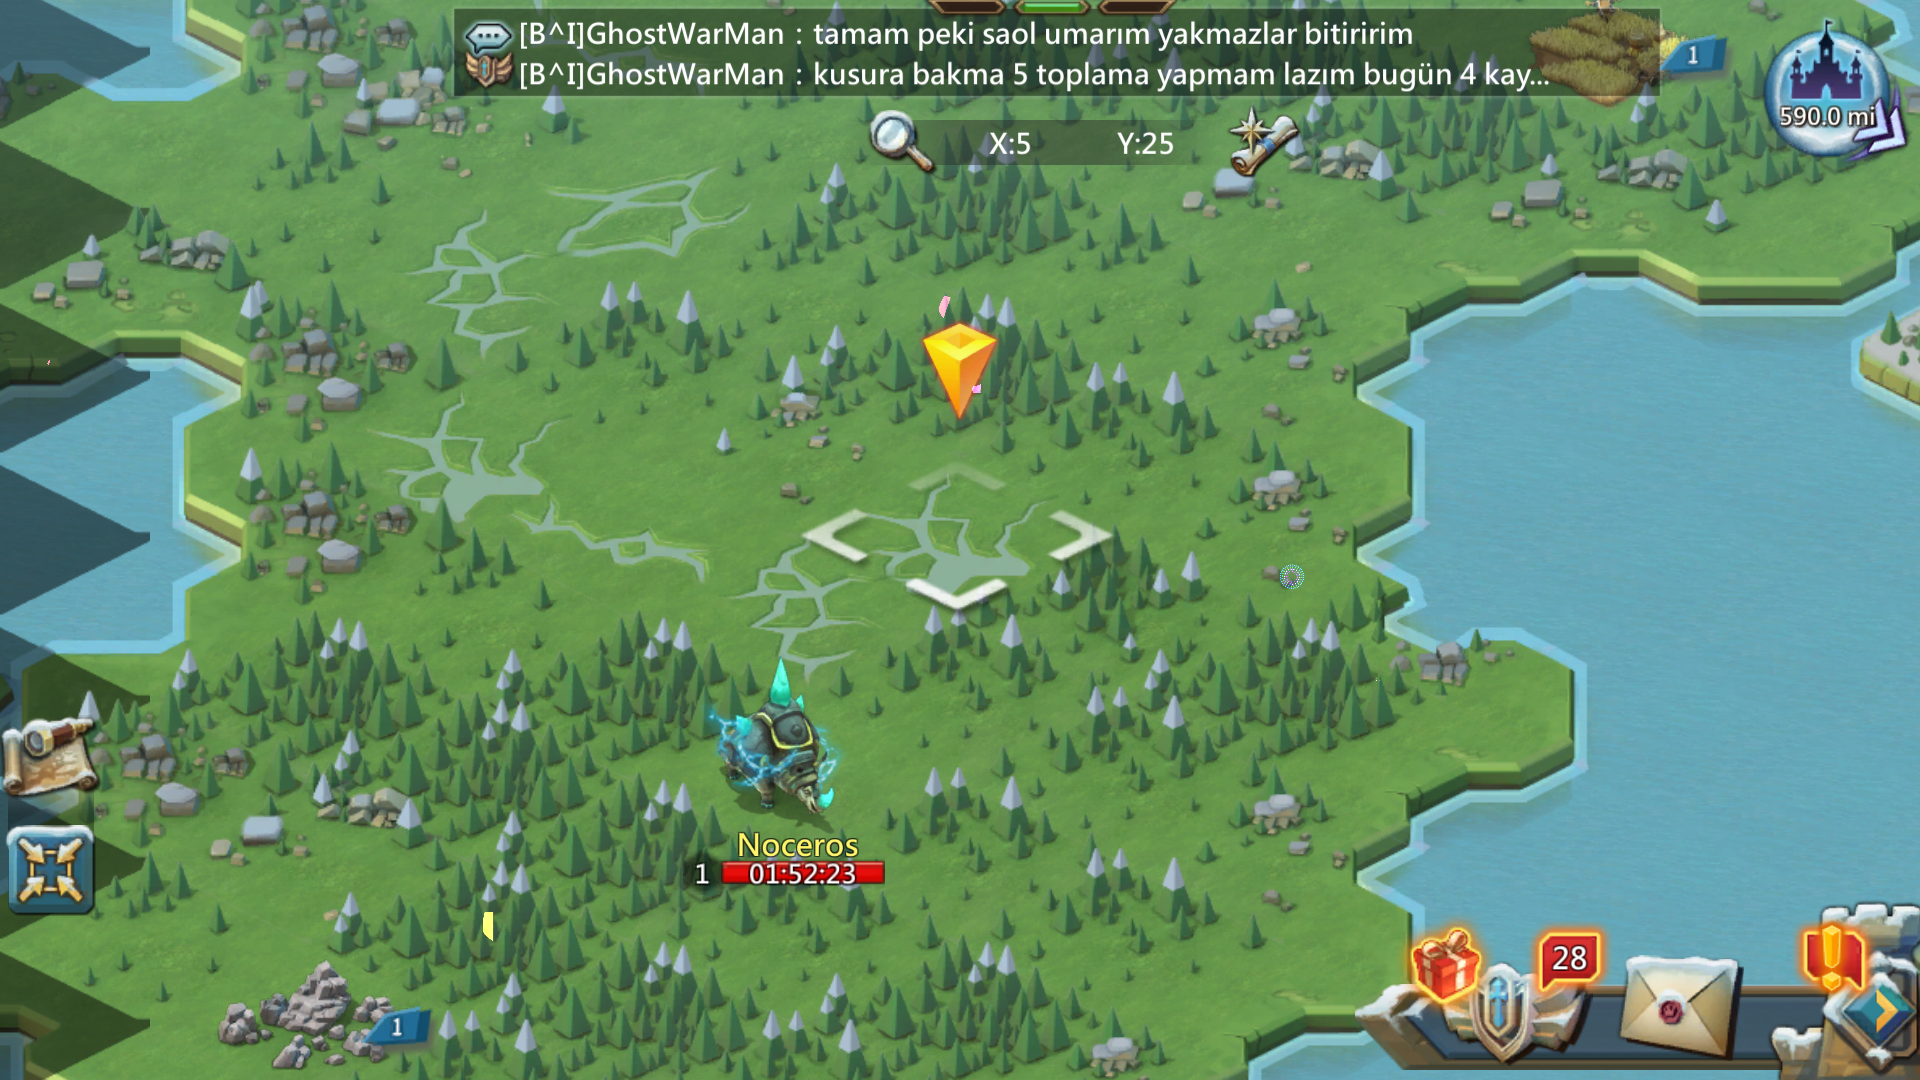 [B^I]GhostWarMan : tamam peki saol umarım yakmazlar bitiririm
[B^I]GhostWarMan : kusura bakma 5 toplama yapmam lazım bugün 4 kay...
1
590.0 mi
X:5 Y:25
Noceros
1 01:52:23
28
1